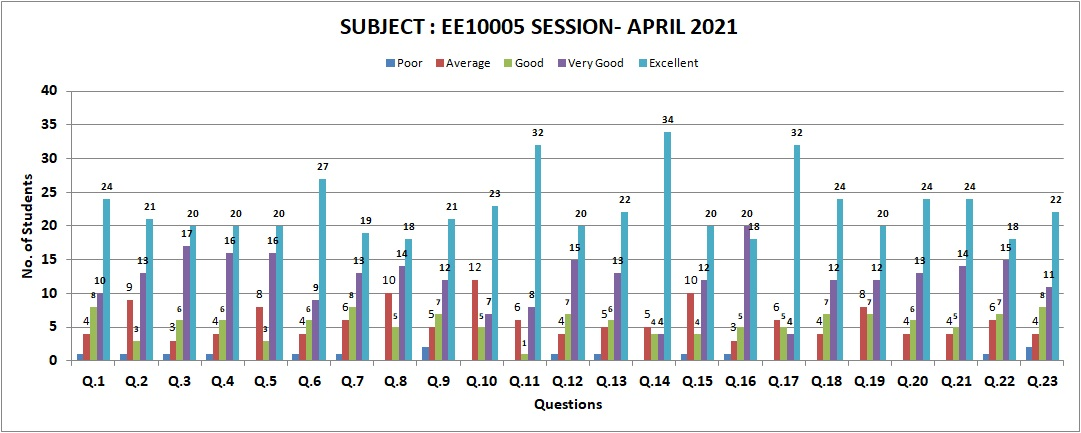 SUBJECT : EE10005 SESSION- APRIL 2021
Poor Average Good Very Good Excellent
No. of Students
40
35
30
25
20
15
10
5
0
4 8 10 24
9 3 13 21
3 6 17 20
4 6 16 20
8 3 16 20
4 6 9 27
6 8 13 19
10 5 14 18
5 7 12 21
12 5 7 23
6 1 8 32
4 7 15 20
5 6 13 22
5 4 4 34
10 4 12 20
3 5 20 18
6 5 4 32
4 7 12 24
8 7 12 20
4 6 13 24
4 5 14 24
6 7 15 18
4 8 11 22
Q.1 Q.2 Q.3 Q.4 Q.5 Q.6 Q.7 Q.8 Q.9 Q.10 Q.11 Q.12 Q.13 Q.14 Q.15 Q.16 Q.17 Q.18 Q.19 Q.20 Q.21 Q.22 Q.23
Questions